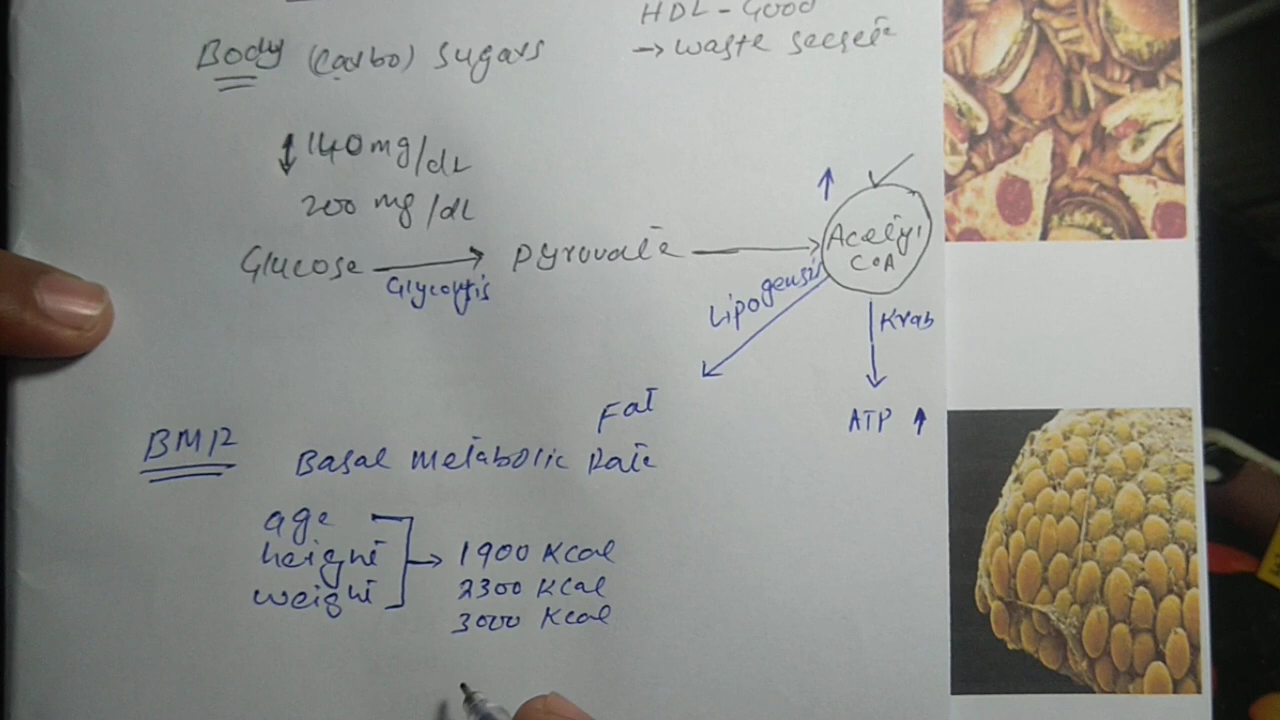 HDL - Good
→ waste secrete
Body (carbo) sugars
↓ 140 mg/dL
200 mg/dL
↑
Glucose → Pyruvate → Acetyl CoA
Glycolysis
Lipogensis
Krab
Fat
ATP ↑
BMR Basal Metabolic Rate
age
height → 1900 Kcal
weight 2300 Kcal
3000 Kcal